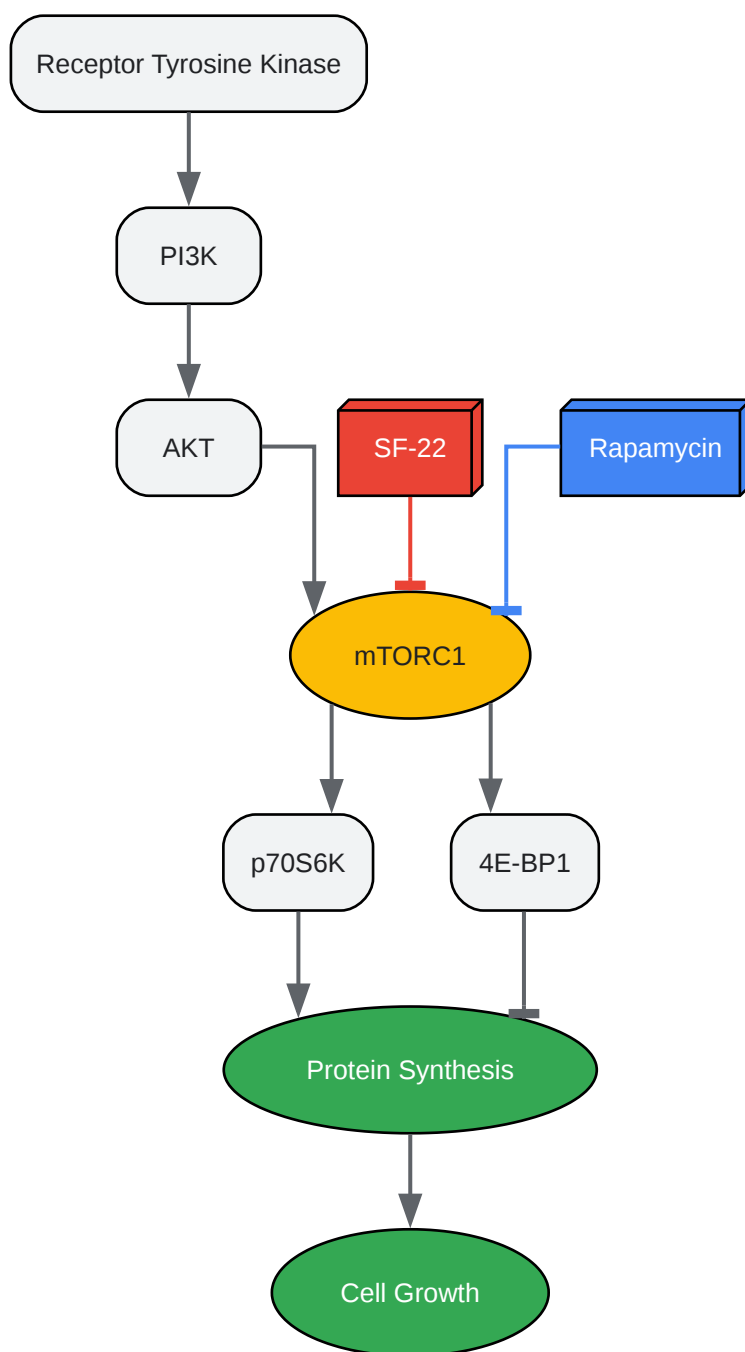 Receptor Tyrosine Kinase
PI3K
AKT
SF-22
Rapamycin
mTORC1
p70S6K
4E-BP1
Protein Synthesis
Cell Growth